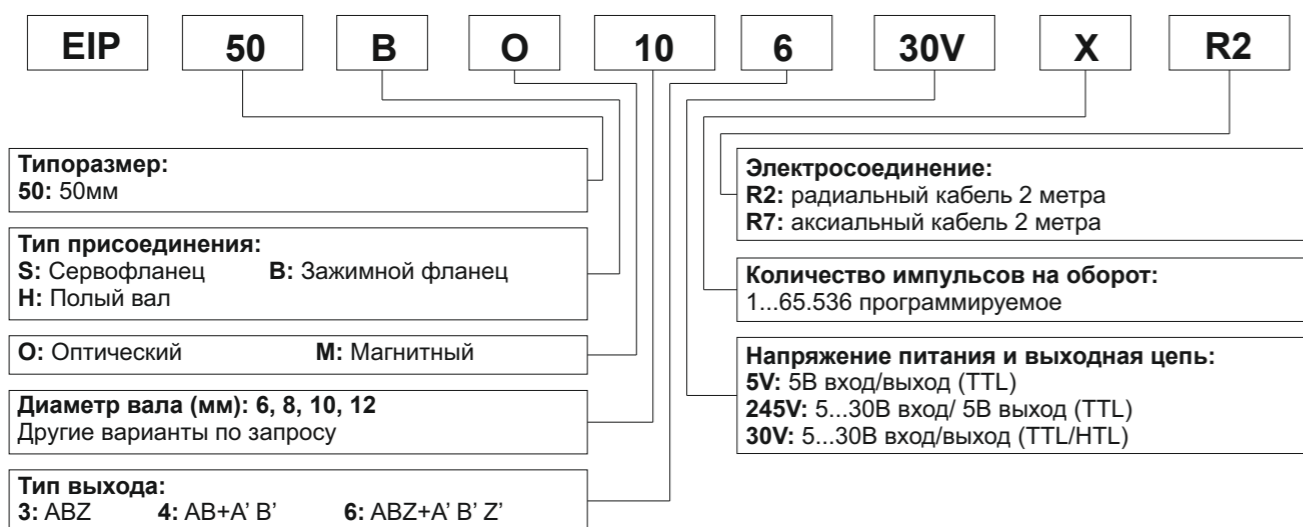 EIP 50 B O 10 6 30V X R2
Типоразмер:
50: 50мм
Тип присоединения:
S: Сервофланец B: Зажимной фланец
H: Полый вал
O: Оптический M: Магнитный
Диаметр вала (мм): 6, 8, 10, 12
Другие варианты по запросу
Тип выхода:
3: ABZ 4: AB+A’ B’ 6: ABZ+A’ B’ Z’
Электросоединение:
R2: радиальный кабель 2 метра
R7: аксиальный кабель 2 метра
Количество импульсов на оборот:
1...65.536 программируемое
Напряжение питания и выходная цепь:
5V: 5В вход/выход (TTL)
245V: 5...30В вход/ 5В выход (TTL)
30V: 5...30В вход/выход (TTL/HTL)